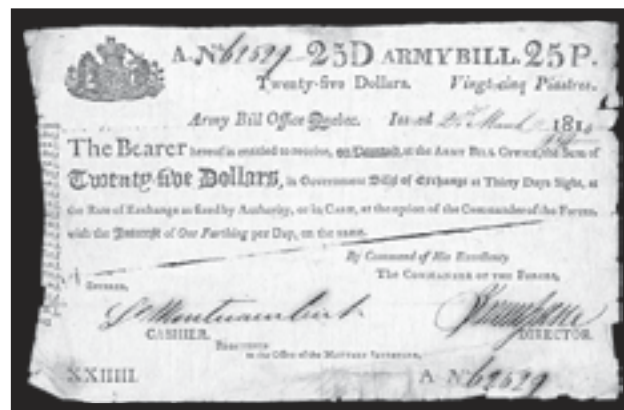 A. No 62529 25D ARMY BILL. 25P.
Twenty-five Dollars. Vingt-cinq Piastres.
Army Bill Office Quebec. Issued March 181
The Bearer hereof is entitled to receive, on Demand, at the ARMY BILL OFFICE, the Sum of
Twenty five Dollars, in Government Bills of Exchange at Thirty Days Sight, at
the Rate of Exchange as fixed by Authority, or in CASH, at the option of the Commander of the Forces,
with the Interest of One Farthing per Day, on the same.
By Command of His Excellency
The COMMANDER OF THE FORCES,
CASHIER. DIRECTOR.
REGISTERED
in the Office of the MILITARY SECRETARY,
A No 62529